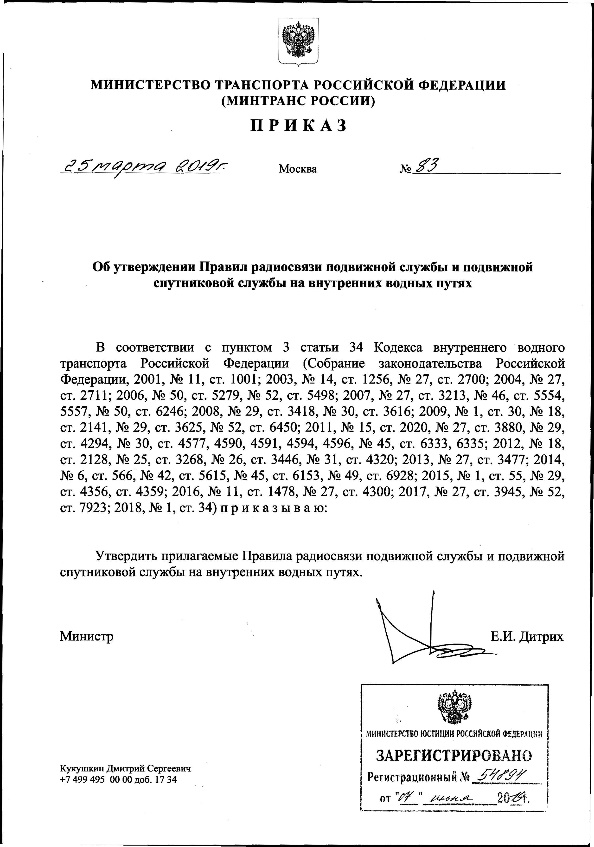 МИНИСТЕРСТВО ТРАНСПОРТА РОССИЙСКОЙ ФЕДЕРАЦИИ
(МИНТРАНС РОССИИ)
ПРИКАЗ
25 марта 2019г. Москва № 83
Об утверждении Правил радиосвязи подвижной службы и подвижной
спутниковой службы на внутренних водных путях
В соответствии с пунктом 3 статьи 34 Кодекса внутреннего водного
транспорта Российской Федерации (Собрание законодательства Российской
Федерации, 2001, № 11, ст. 1001; 2003, № 14, ст. 1256, № 27, ст. 2700; 2004, № 27,
ст. 2711; 2006, № 50, ст. 5279, № 52, ст. 5498; 2007, № 27, ст. 3213, № 46, ст. 5554,
5557, № 50, ст. 6246; 2008, № 29, ст. 3418, № 30, ст. 3616; 2009, № 1, ст. 30, № 18,
ст. 2141, № 29, ст. 3625, № 52, ст. 6450; 2011, № 15, ст. 2020, № 27, ст. 3880, № 29,
ст. 4294, № 30, ст. 4577, 4590, 4591, 4594, 4596, № 45, ст. 6333, 6335; 2012, № 18,
ст. 2128, № 25, ст. 3268, № 26, ст. 3446, № 31, ст. 4320; 2013, № 27, ст. 3477; 2014,
№ 6, ст. 566, № 42, ст. 5615, № 45, ст. 6153, № 49, ст. 6928; 2015, № 1, ст. 55, № 29,
ст. 4356, ст. 4359; 2016, № 11, ст. 1478, № 27, ст. 4300; 2017, № 27, ст. 3945, № 52,
ст. 7923; 2018, № 1, ст. 34) п р и к а з ы в а ю:
Утвердить прилагаемые Правила радиосвязи подвижной службы и подвижной
спутниковой службы на внутренних водных путях.
Министр Е.И. Дитрих
МИНИСТЕРСТВО ЮСТИЦИИ РОССИЙСКОЙ ФЕДЕРАЦИИ
ЗАРЕГИСТРИРОВАНО
Регистрационный № 54894
от "07" июня 2019.
Кукушкин Дмитрий Сергеевич
+7 499 495 00 00 доб. 17 34